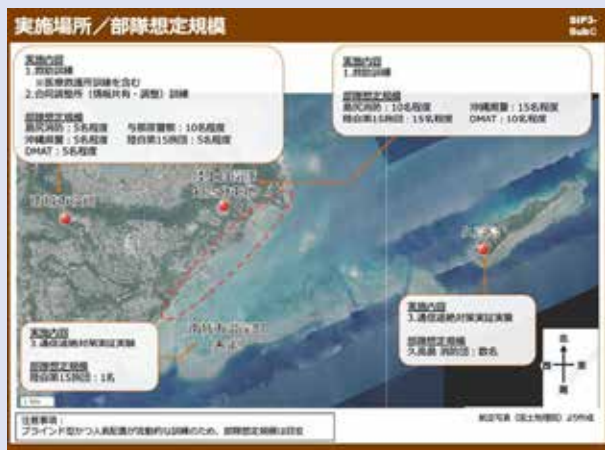 実施場所／部隊想定規模
SIP3-
SubC
実施内容
1.救助訓練
※医療救護所訓練を含む
2.合同調整所（情報共有・調整）訓練
部隊想定規模
島尻消防：5名程度 与那原警察：10名程度
沖縄県警：5名程度 陸自第15旅団：5名程度
DMAT：5名程度
実施内容
1.救助訓練
部隊想定規模
島尻消防：10名程度 沖縄県警：15名程度
陸自第15旅団：15名程度 DMAT：10名程度
実施内容
3.通信途絶対策実証実験
部隊想定規模
陸自第15旅団：1名
実施内容
3.通信途絶対策実証実験
部隊想定規模
久高島 消防団：数名
北
西 東
南
注意事項：
ブラインド型かつ人員配置が流動的な訓練のため、部隊想定規模は目安
航空写真（国土地理院）より作成